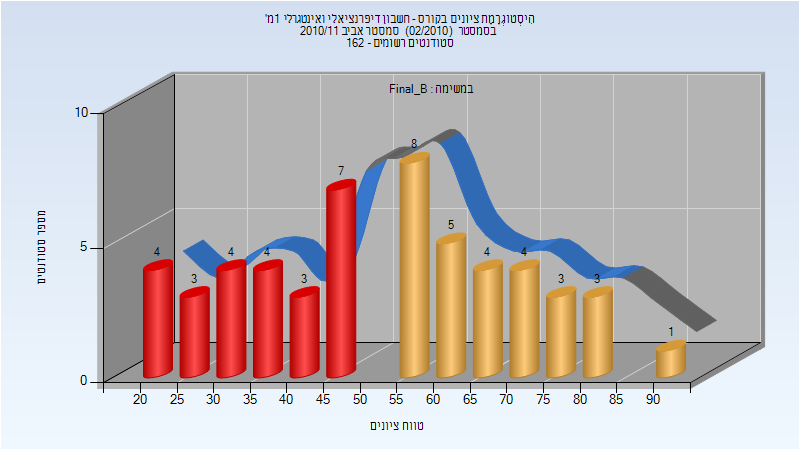 היסטוגרמת ציונים בקורס - חשבון דיפרנציאלי ואינטגרלי 1מ'
בסמסטר (02/2010) סמסטר אביב 2010/11
סטודנטים רשומים - 162
במשימה : Final_B
מספר סטודנטים
10
5
0
4
3
4
4
3
7
8
5
4
4
3
3
1
20 25 30 35 40 45 50 55 60 65 70 75 80 85 90
טווח ציונים